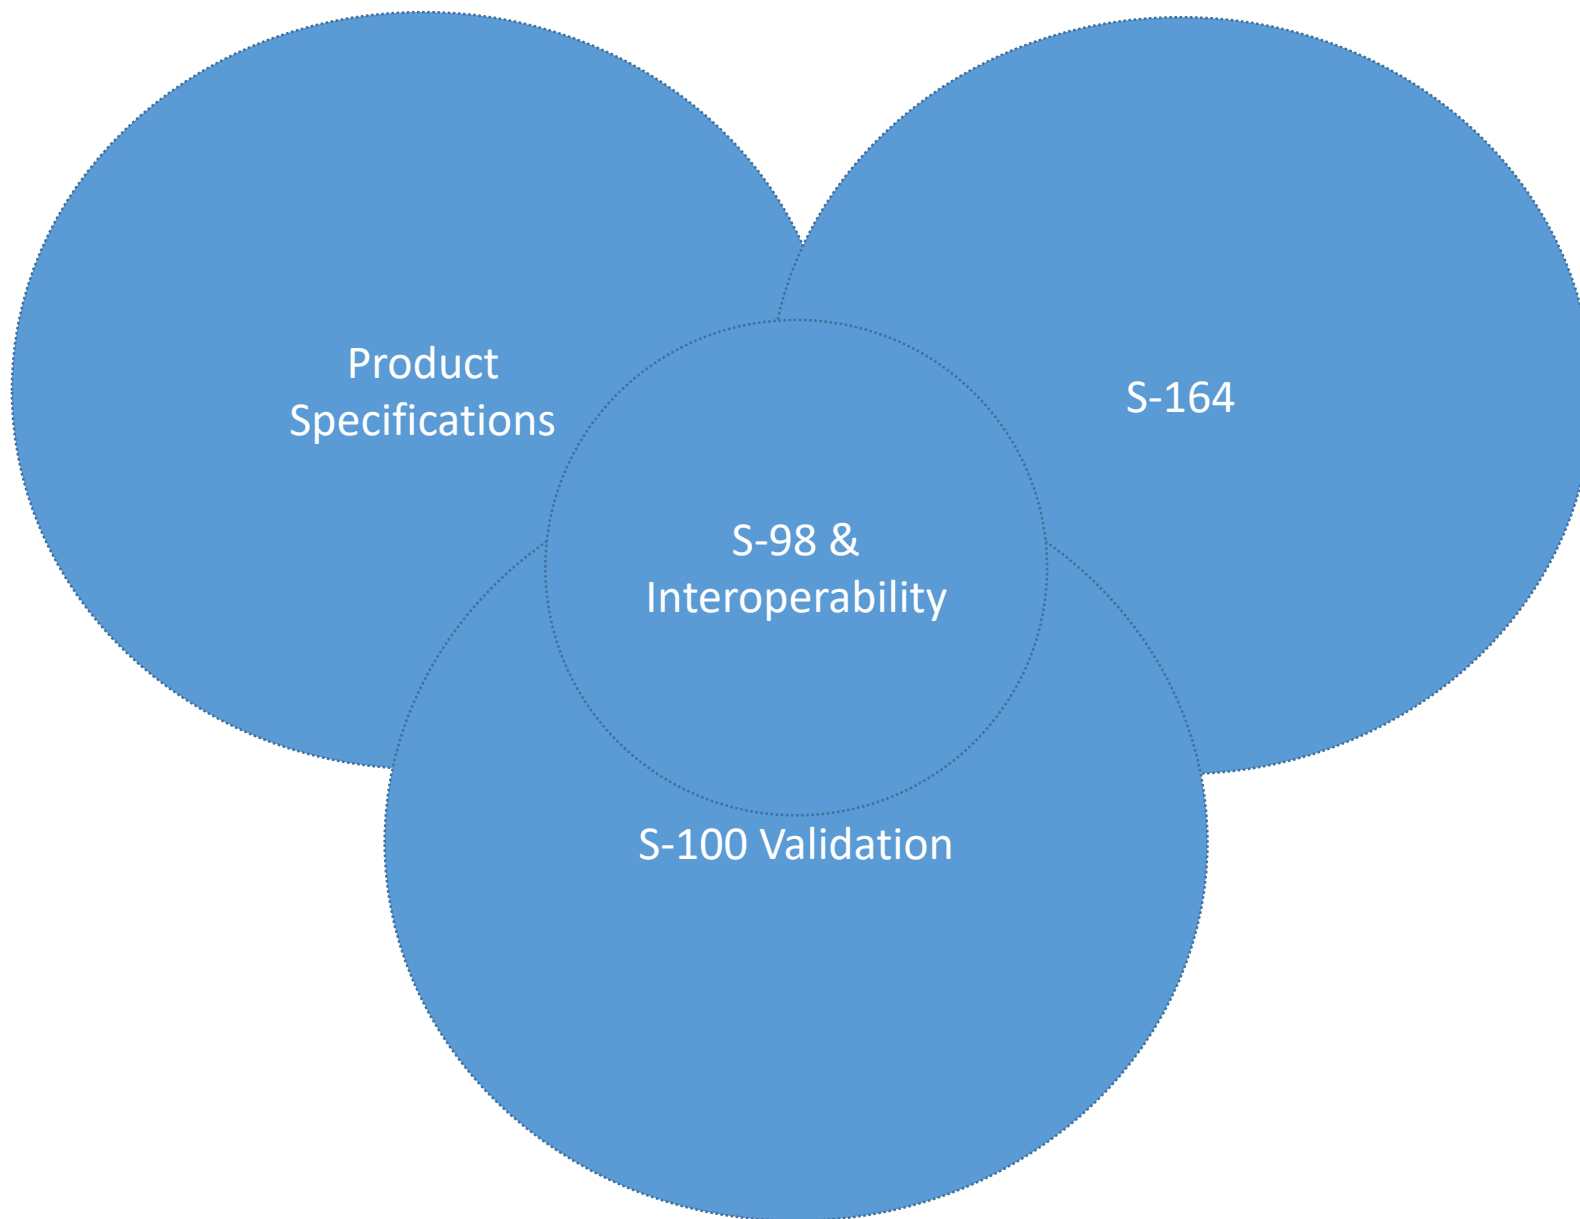 Product
Specifications
S-164
S-98 &
Interoperability
S-100 Validation